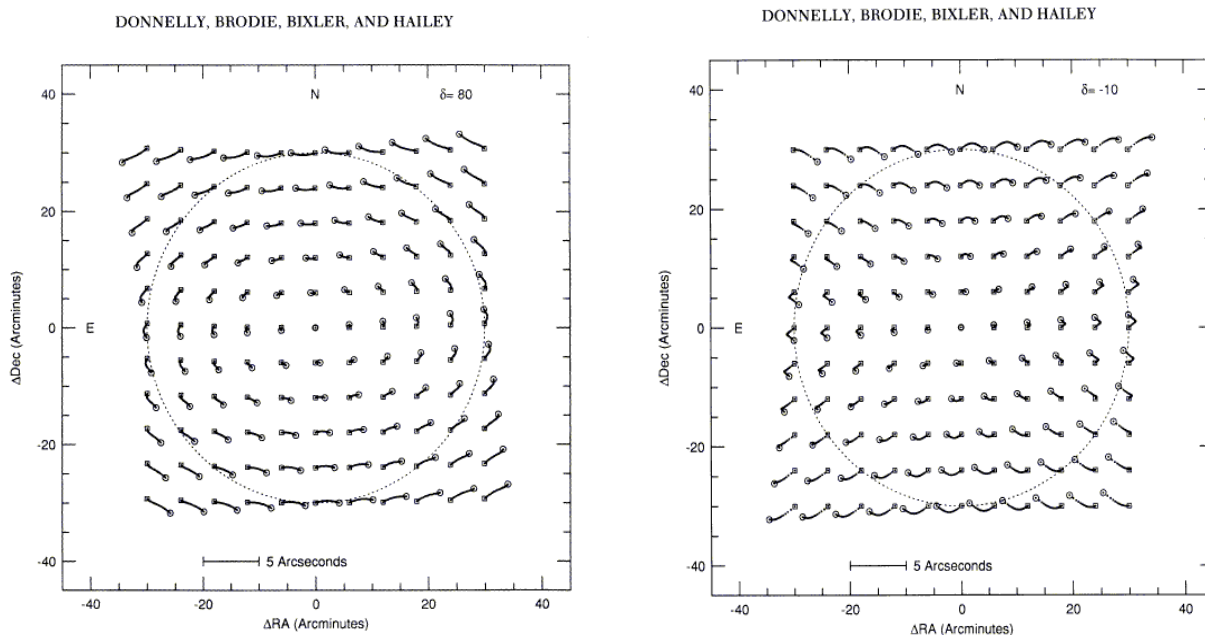 DONNELLY, BRODIE, BIXLER, AND HAILEY
40
20
0
-20
-40
ΔDec (Arcminutes)
N
δ= 80
E
5 Arcseconds
-40
-20
0
20
40
ΔRA (Arcminutes)
DONNELLY, BRODIE, BIXLER, AND HAILEY
40
20
0
-20
-40
ΔDec (Arcminutes)
N
δ= -10
E
5 Arcseconds
-40
-20
0
20
40
ΔRA (Arcminutes)